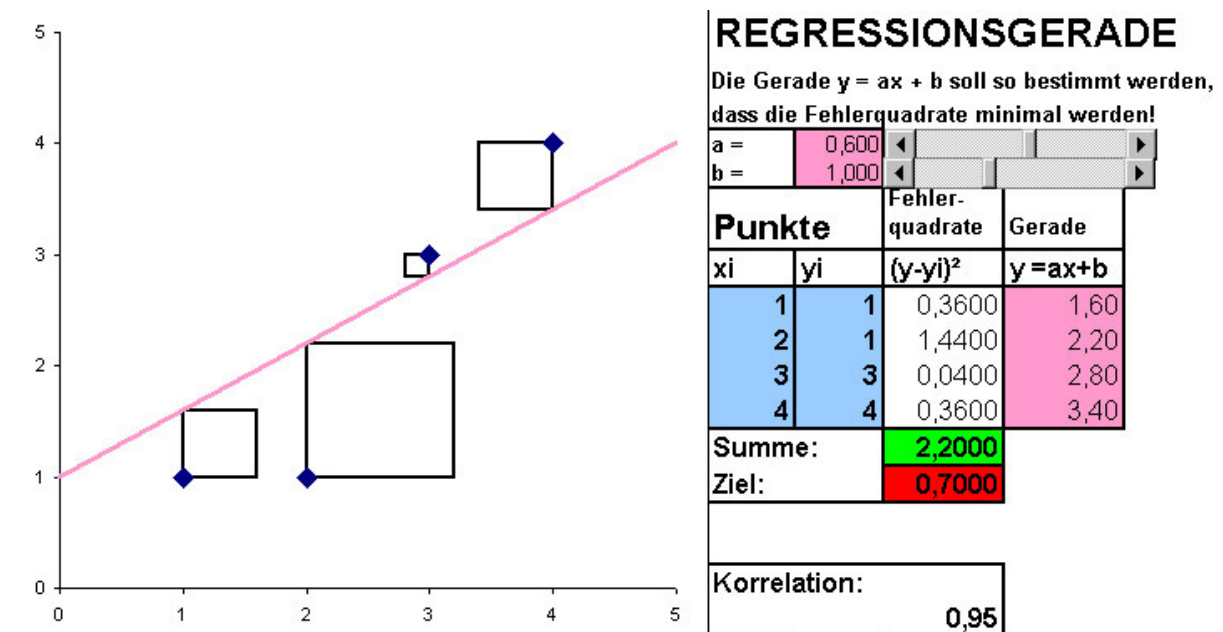 5
4
3
2
1
0
0 1 2 3 4 5
REGRESSIONSGERADE
Die Gerade y = ax + b soll so bestimmt werden,
dass die Fehlerquadrate minimal werden!
a = 0,600
b = 1,000
Punkte Fehler-
quadrate Gerade
xi yi (y-yi)² y =ax+b
1 1 0,3600 1,60
2 1 1,4400 2,20
3 3 0,0400 2,80
4 4 0,3600 3,40
Summe: 2,2000
Ziel: 0,7000
Korrelation:
0,95